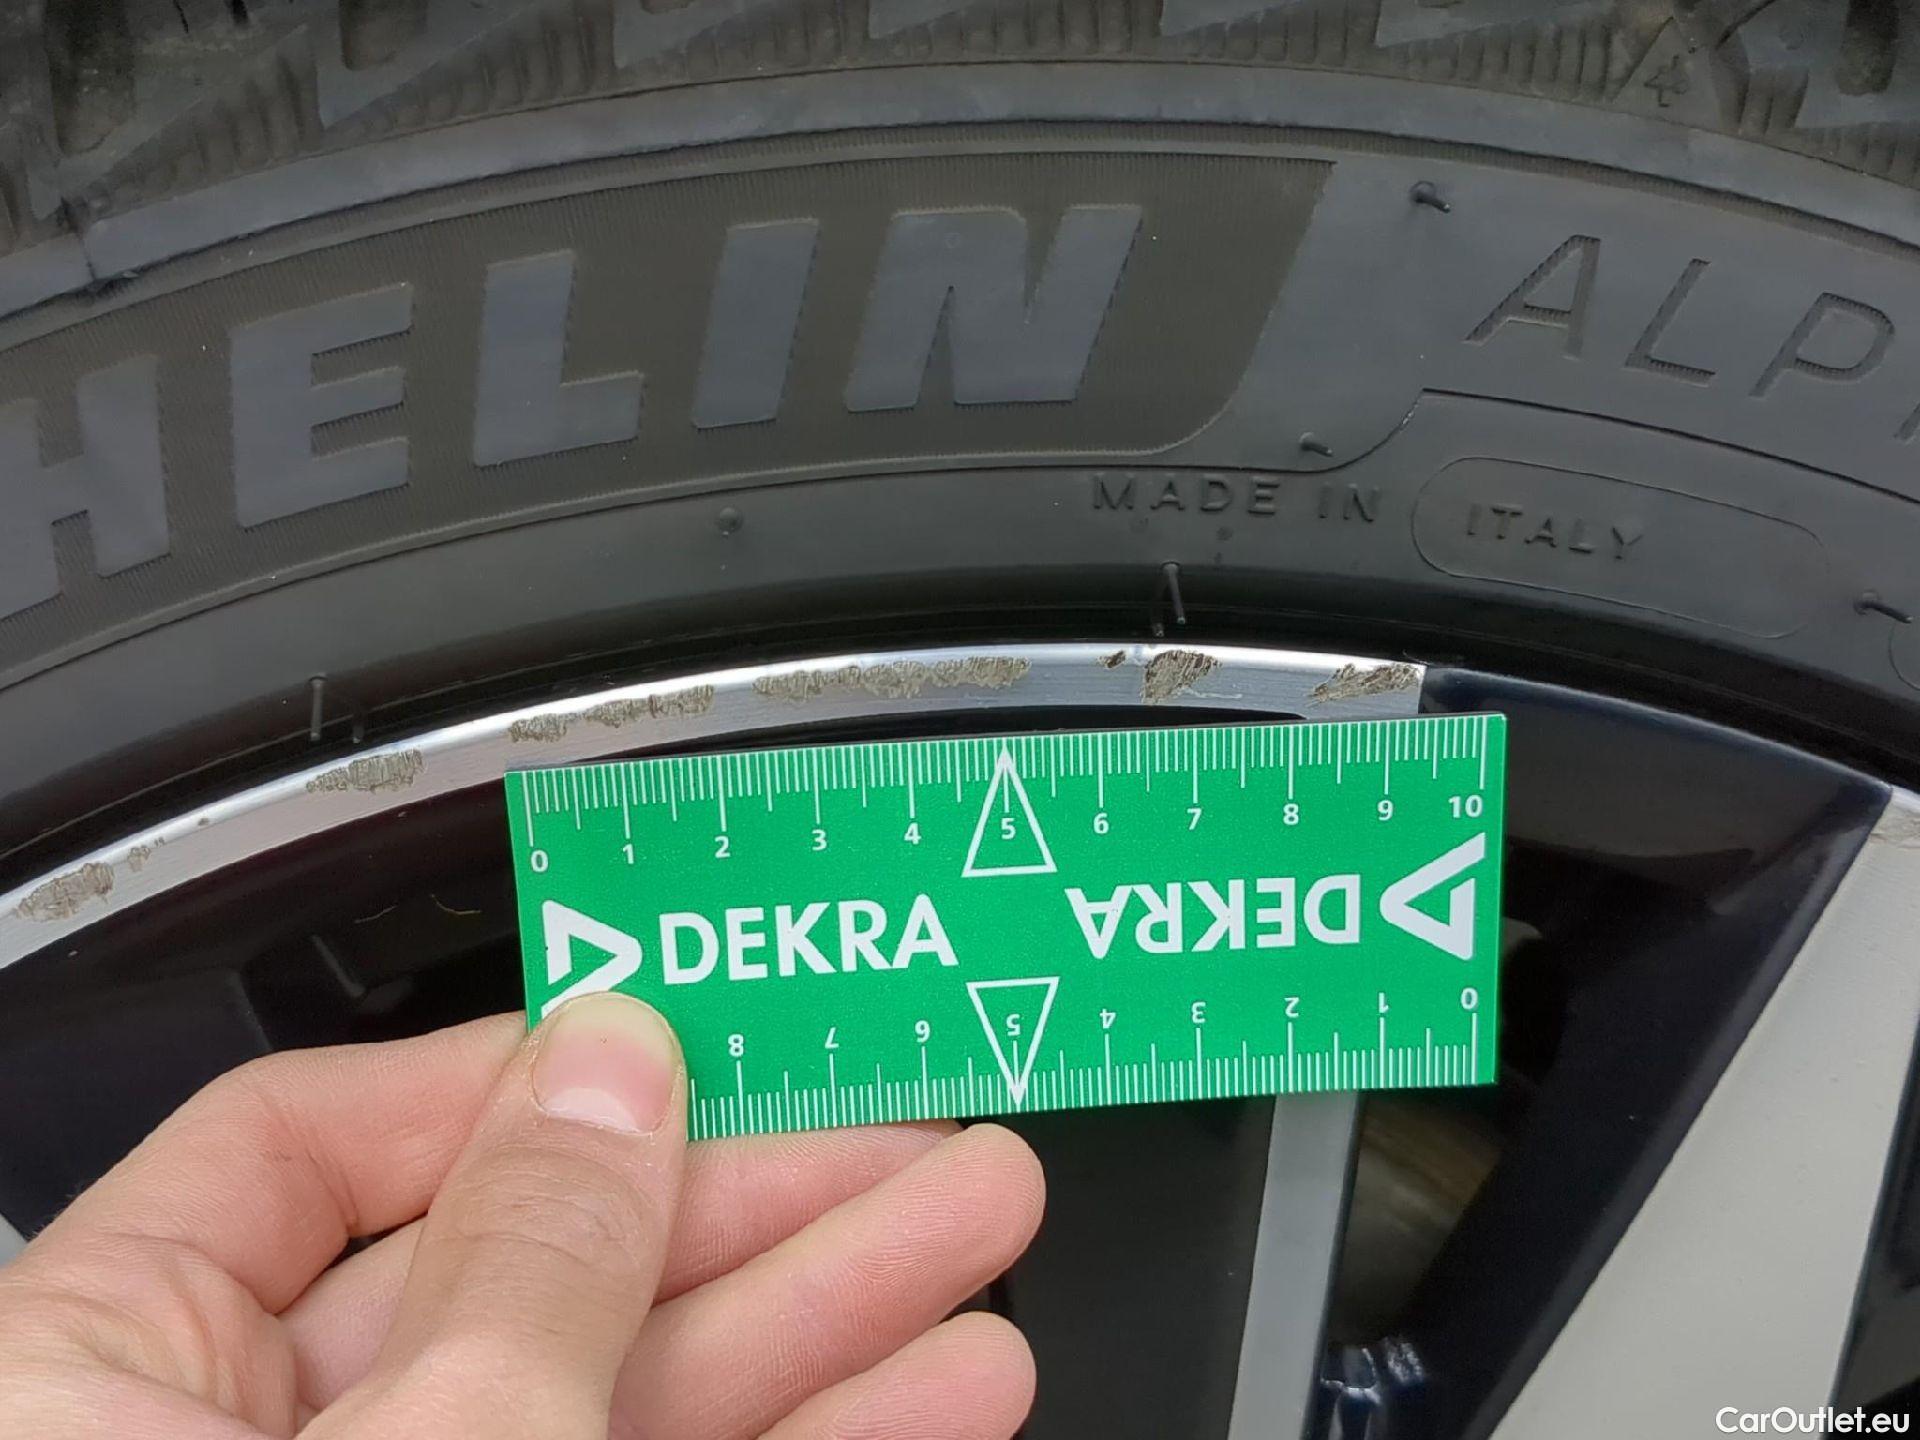 HELIN
ALP
MADE IN ITALY
0 1 2 3 4 5 6 7 8 9 10
DEKRA DEKRA
8 7 6 5 4 3 2 1 0
CarOutlet.eu